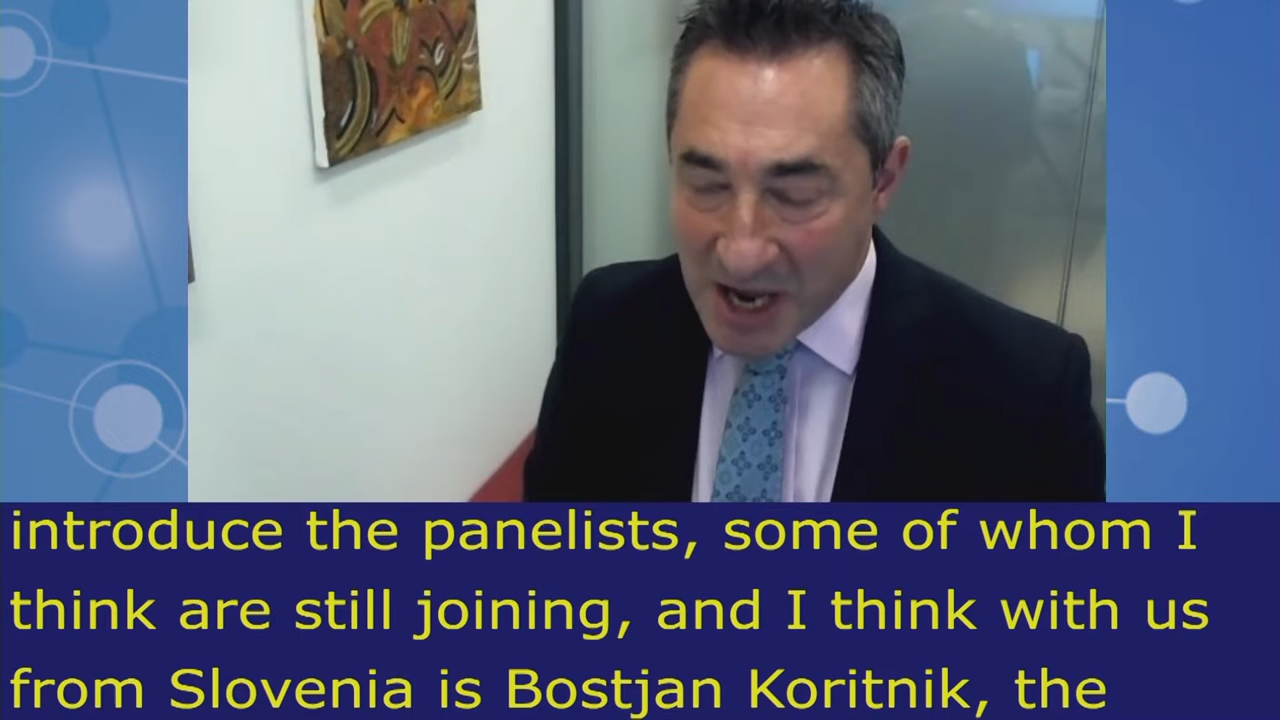 introduce the panelists, some of whom I
think are still joining, and I think with us
from Slovenia is Bostjan Koritnik, the